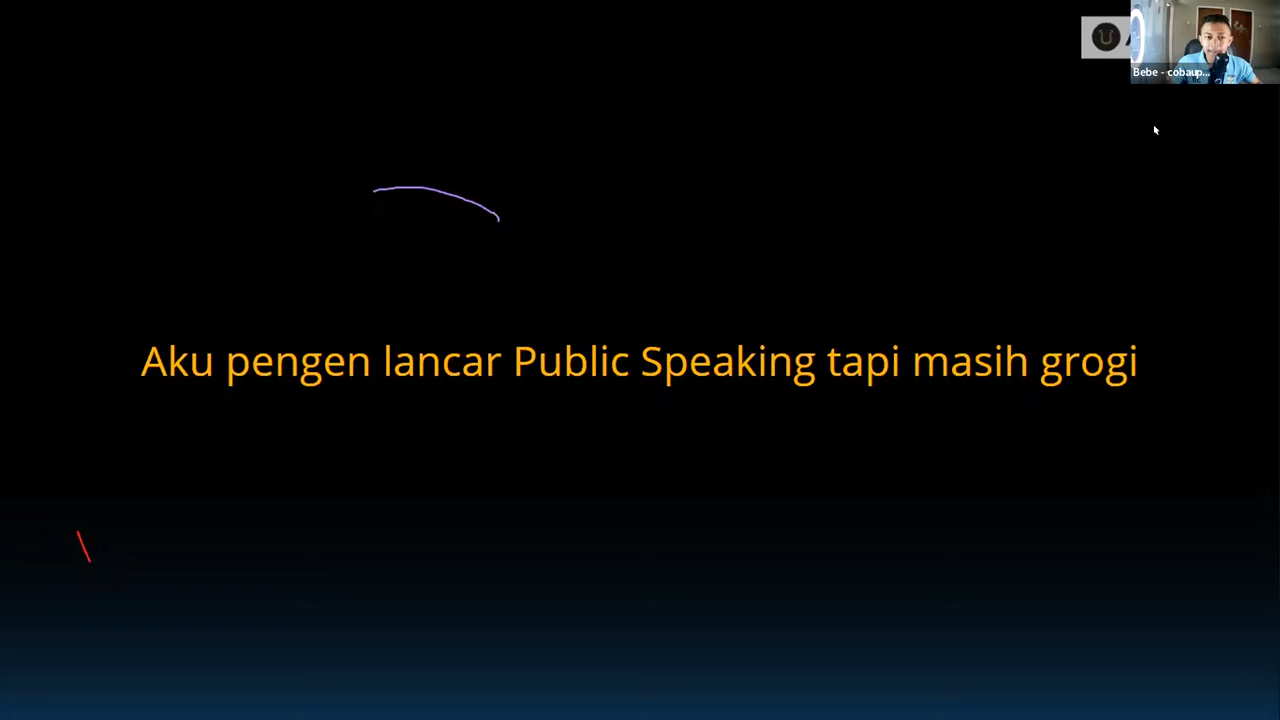 Bebe - cobaup...
Aku pengen lancar Public Speaking tapi masih grogi